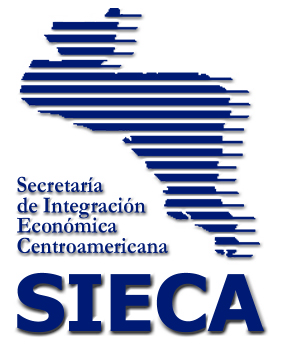 Secretaría
de Integración
Económica
Centroamericana
SIECA